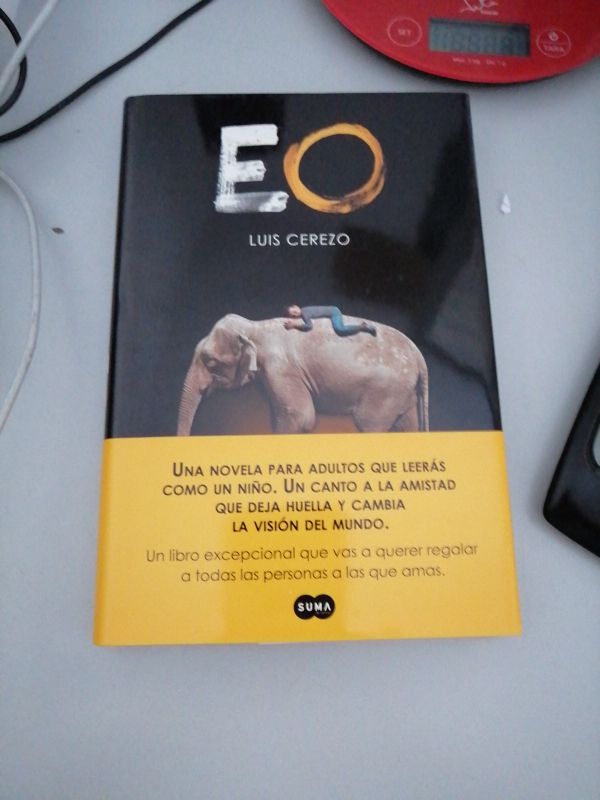 SET
TARA
EO
LUIS CEREZO
UNA NOVELA PARA ADULTOS QUE LEERÁS
COMO UN NIÑO. UN CANTO A LA AMISTAD
QUE DEJA HUELLA Y CAMBIA
LA VISIÓN DEL MUNDO.
Un libro excepcional que vas a querer regalar
a todas las personas a las que amas.
SUMA